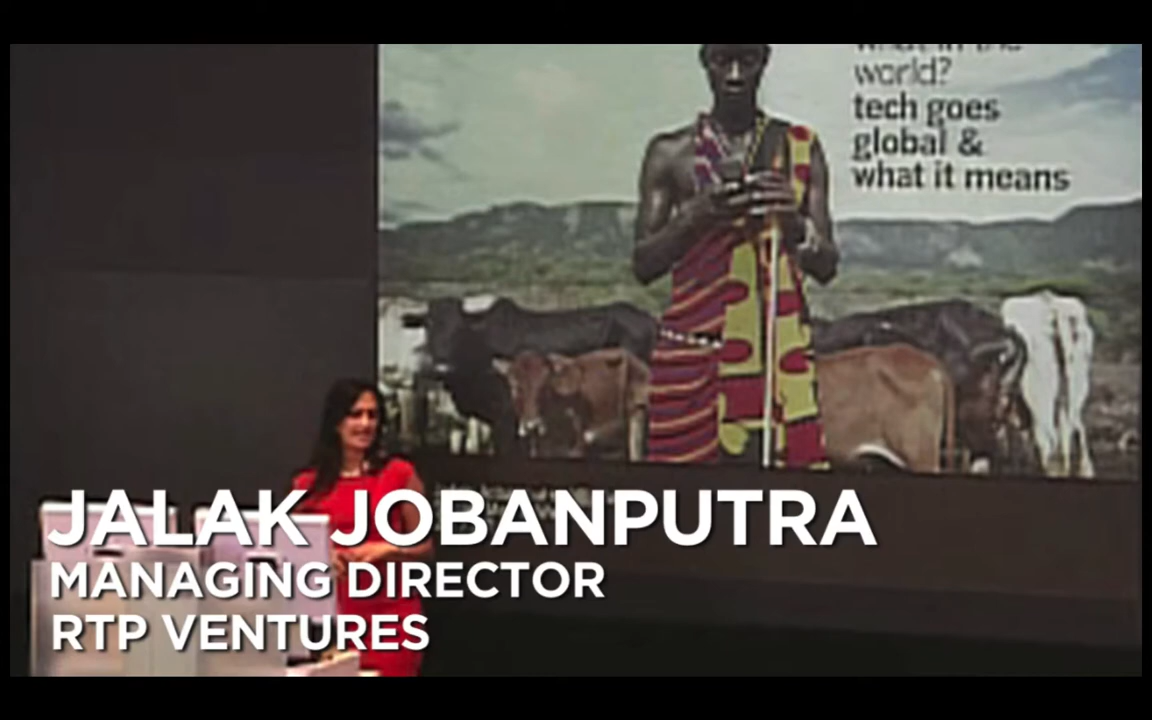 world?
tech goes
global &
what it means
JALAK JOBANPUTRA
MANAGING DIRECTOR
RTP VENTURES